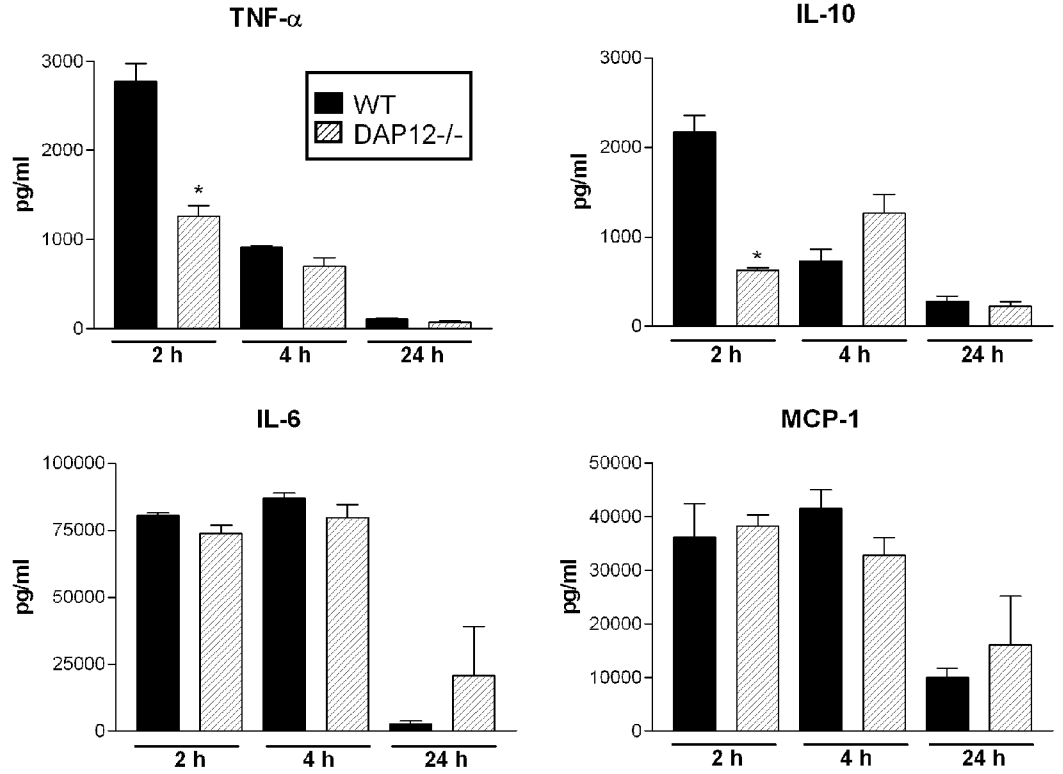 TNF-α
3000
2000
1000
0
pg/ml
WT
DAP12-/-
*
2 h
4 h
24 h
IL-10
3000
2000
1000
0
pg/ml
*
2 h
4 h
24 h
IL-6
100000
75000
50000
25000
0
pg/ml
2 h
4 h
24 h
MCP-1
50000
40000
30000
20000
10000
0
pg/ml
2 h
4 h
24 h